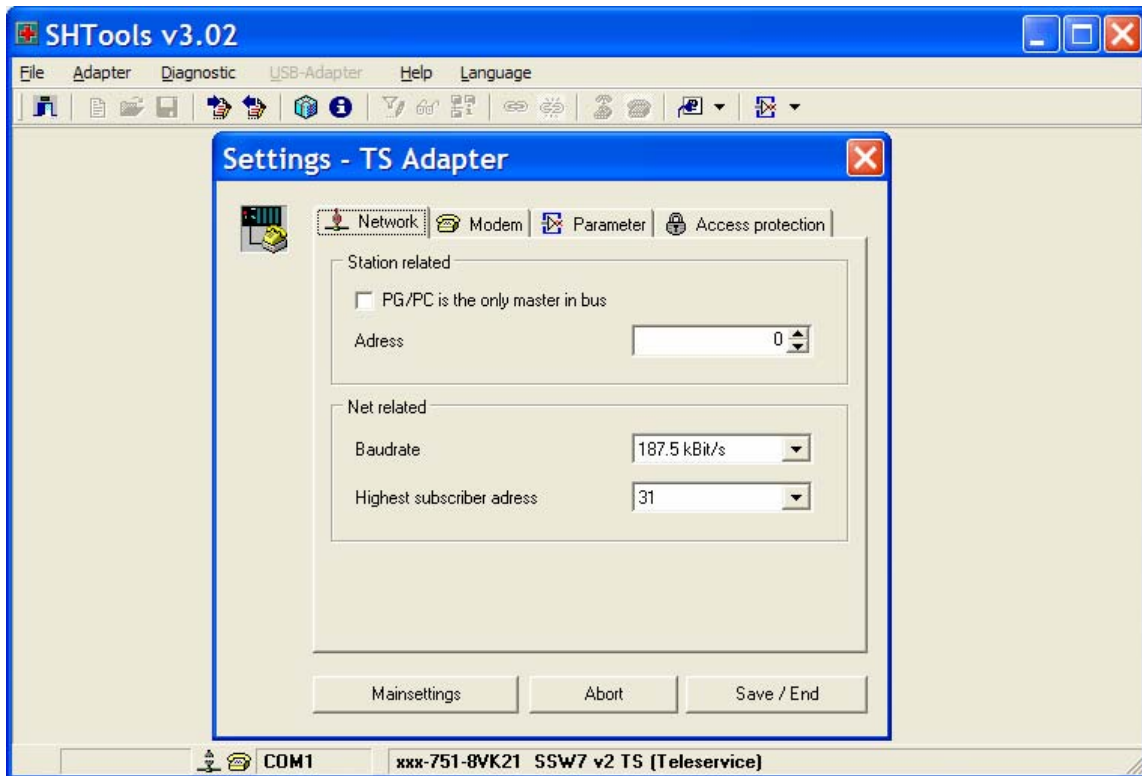 SHTools v3.02
File Adapter Diagnostic USB-Adapter Help Language
Settings - TS Adapter
Network Modem Parameter Access protection
Station related
PG/PC is the only master in bus
Adress 0
Net related
Baudrate 187.5 kBit/s
Highest subscriber adress 31
Mainsettings Abort Save / End
COM1 xxx-751-8VK21 SSW7 v2 TS (Teleservice)